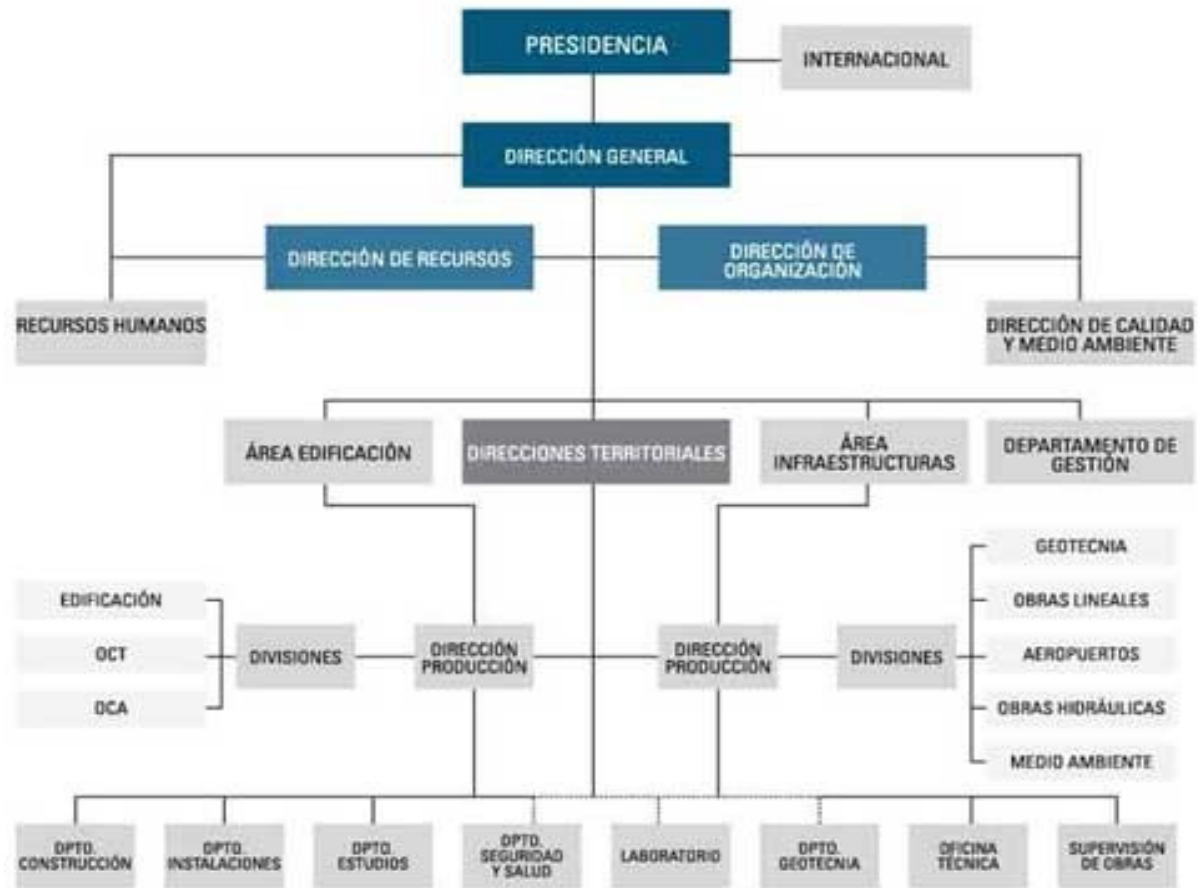 PRESIDENCIA
INTERNACIONAL
DIRECCIÓN GENERAL
DIRECCIÓN DE RECURSOS
DIRECCIÓN DE
ORGANIZACIÓN
RECURSOS HUMANOS
DIRECCIÓN DE CALIDAD
Y MEDIO AMBIENTE
ÁREA EDIFICACIÓN
DIRECCIONES TERRITORIALES
ÁREA
INFRAESTRUCTURAS
DEPARTAMENTO DE
GESTIÓN
EDIFICACIÓN
OCT
OCA
DIVISIONES
DIRECCIÓN
PRODUCCIÓN
DIRECCIÓN
PRODUCCIÓN
DIVISIONES
GEOTECNIA
OBRAS LINEALES
AEROPUERTOS
OBRAS HIDRÁULICAS
MEDIO AMBIENTE
DPTO.
CONSTRUCCIÓN
DPTO.
INSTALACIONES
DPTO.
ESTUDIOS
DPTO.
SEGURIDAD
Y SALUD
LABORATORIO
DPTO.
GEOTECNIA
OFICINA
TÉCNICA
SUPERVISIÓN
DE OBRAS